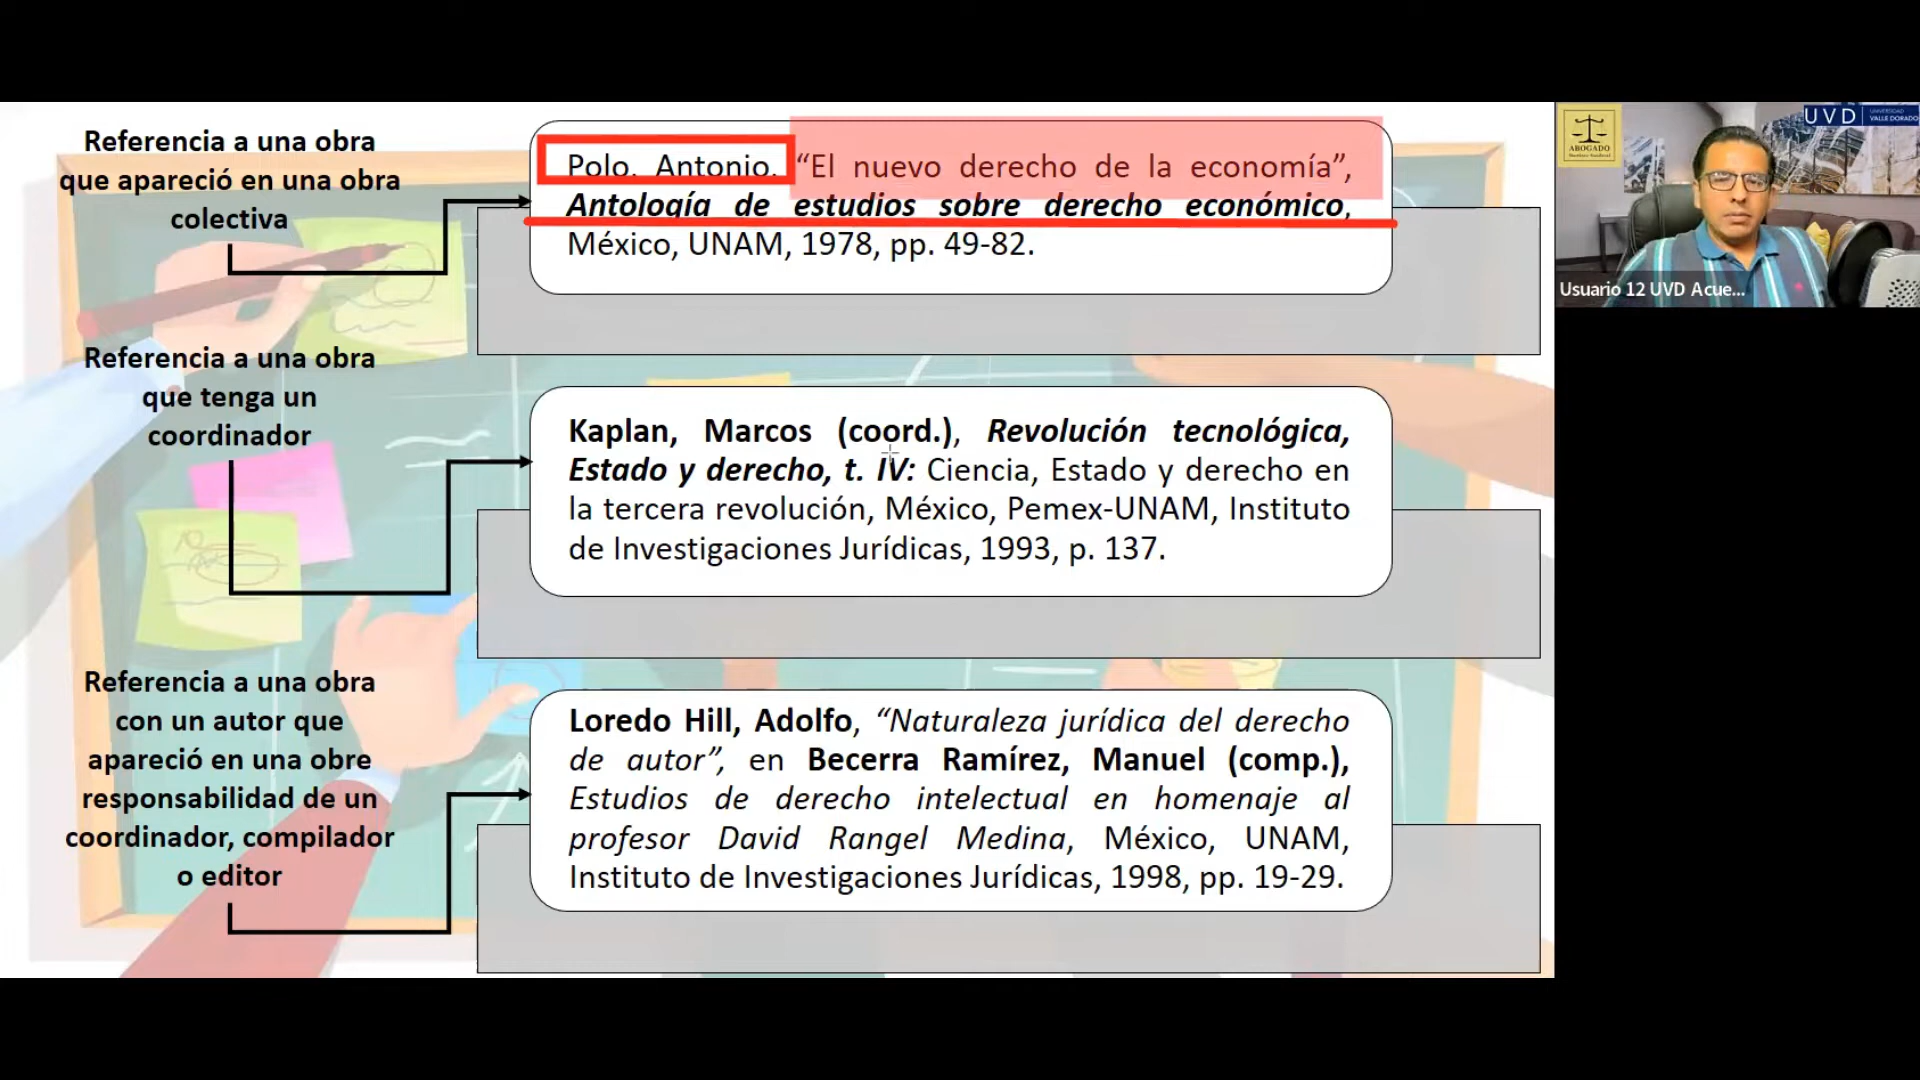 Referencia a una obra
que apareció en una obra
colectiva
Polo, Antonio, “El nuevo derecho de la economía”,
Antología de estudios sobre derecho económico,
México, UNAM, 1978, pp. 49-82.
Referencia a una obra
que tenga un
coordinador
Kaplan, Marcos (coord.), Revolución tecnológica,
Estado y derecho, t. IV: Ciencia, Estado y derecho en
la tercera revolución, México, Pemex-UNAM, Instituto
de Investigaciones Jurídicas, 1993, p. 137.
Referencia a una obra
con un autor que
apareció en una obre
responsabilidad de un
coordinador, compilador
o editor
Loredo Hill, Adolfo, “Naturaleza jurídica del derecho
de autor”, en Becerra Ramírez, Manuel (comp.),
Estudios de derecho intelectual en homenaje al
profesor David Rangel Medina, México, UNAM,
Instituto de Investigaciones Jurídicas, 1998, pp. 19-29.
ABOGADO
UVD
UNIVERSIDAD
VALLE DORADO
Usuario 12 UVD Acue...